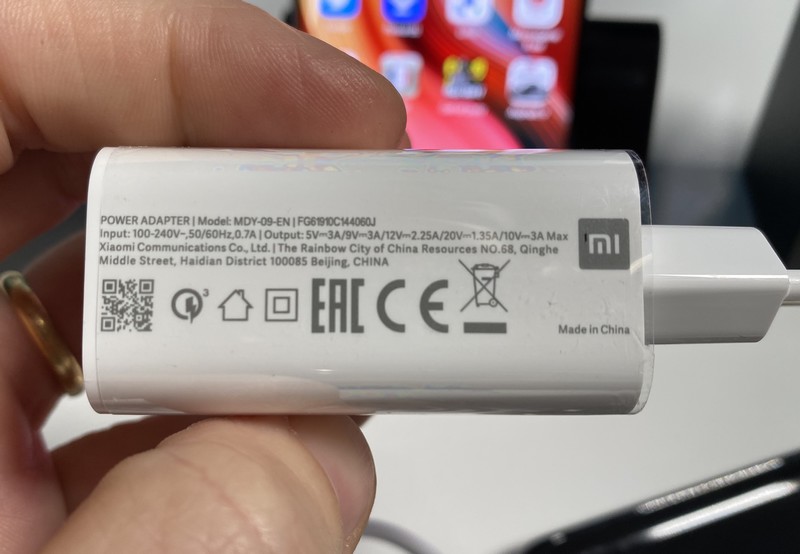 POWER ADAPTER | Model: MDY-09-EN | FG61910C144060J
Input: 100-240V~,50/60Hz,0.7A | Output: 5V⎓3A/9V⎓3A/12V⎓2.25A/20V⎓1.35A/10V⎓3A Max
Xiaomi Communications Co., Ltd. | The Rainbow City of China Resources NO.68, Qinghe
Middle Street, Haidian District 100085 Beijing, CHINA
mi
3
EAC CE
Made in China